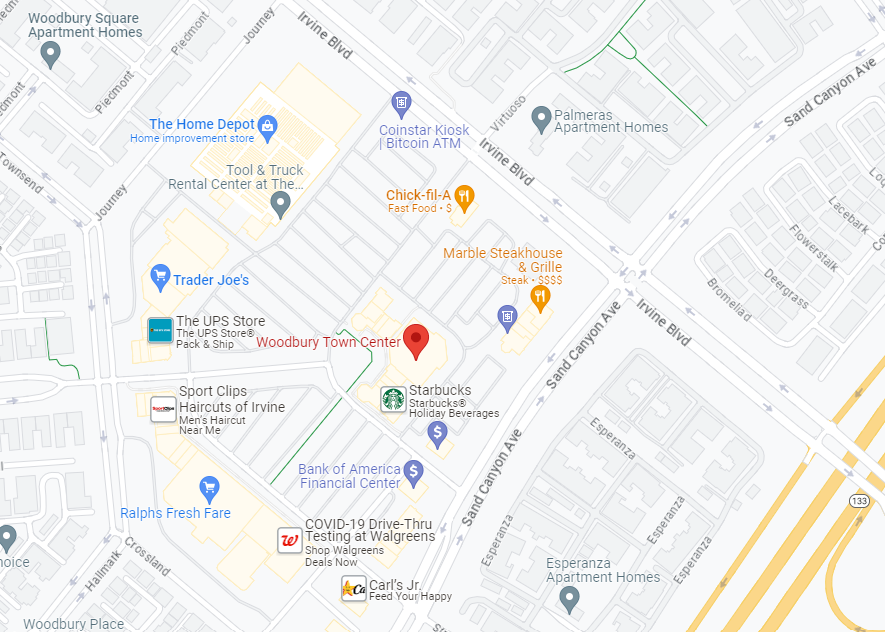 Woodbury Square
Apartment Homes
Piedmont
Journey
Irvine Blvd
Piedmont
The Home Depot
Home improvement store
Coinstar Kiosk
| Bitcoin ATM
Virtuoso
Palmeras
Apartment Homes
Sand Canyon Ave
Irvine Blvd
Townsend
Journey
Tool & Truck
Rental Center at The...
Chick-fil-A
Fast Food • $
Lacebark
Flowerstalk
Deergrass
Bromeliad
Marble Steakhouse
& Grille
Steak • $$$$
Trader Joe's
The UPS Store
The UPS Store®
Pack & Ship
Woodbury Town Center
Irvine Blvd
Sand Canyon Ave
Sport Clips
Haircuts of Irvine
Men's Haircut
Near Me
Starbucks
Starbucks®
Holiday Beverages
Esperanza
Sand Canyon Ave
Bank of America
Financial Center
Ralphs Fresh Fare
133
Esperanza
Esperanza
Esperanza
COVID-19 Drive-Thru
Testing at Walgreens
Shop Walgreens
Deals Now
Crossland
Hallmark
Carl's Jr.
Feed Your Happy
Esperanza
Apartment Homes
Woodbury Place